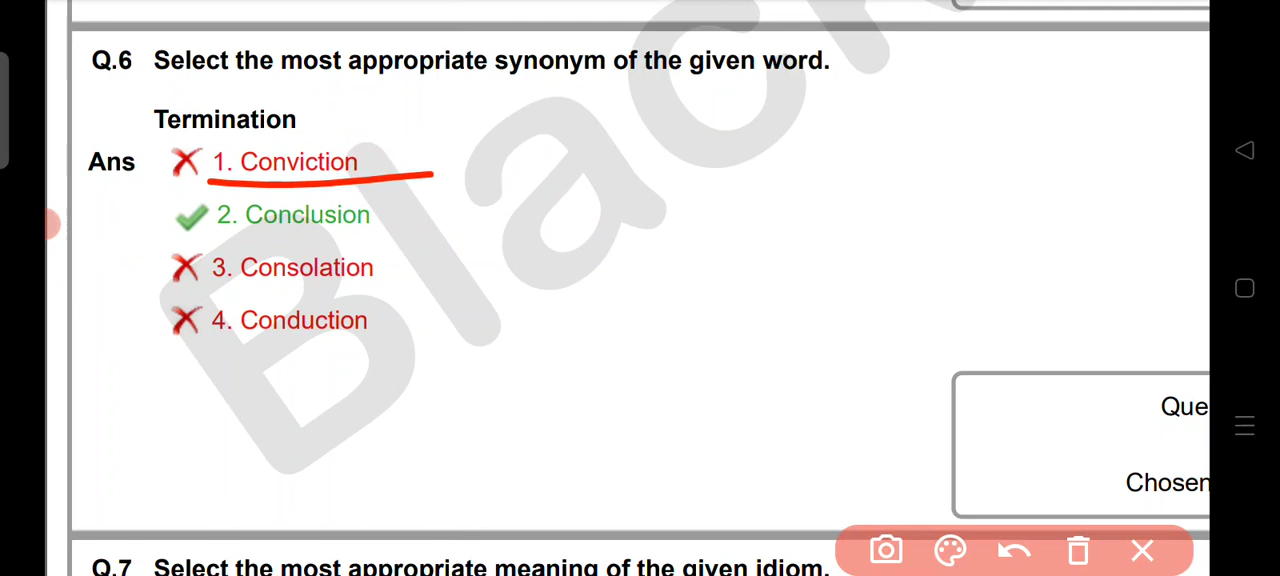 Q.6 Select the most appropriate synonym of the given word.
Termination
Ans 1. Conviction
2. Conclusion
3. Consolation
4. Conduction
Que
Chosen
Q.7 Select the most appropriate meaning of the given idiom.
Black